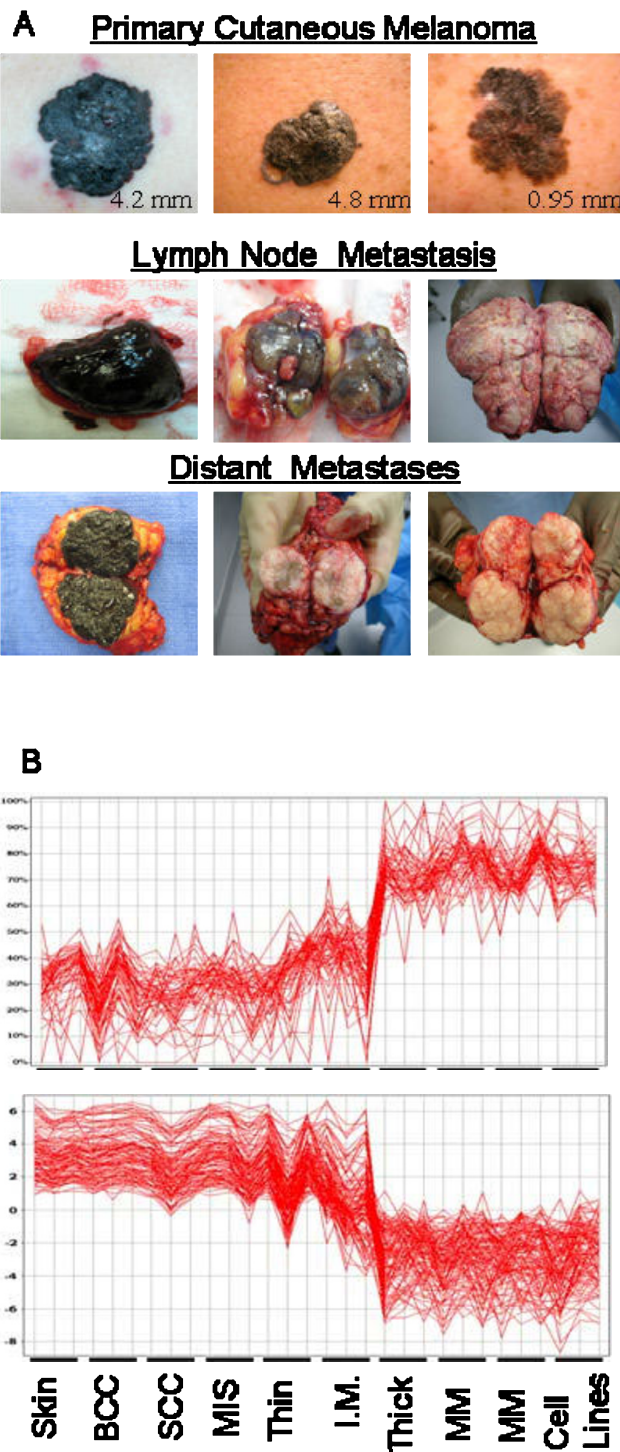 A
Primary Cutaneous Melanoma
4.2 mm
4.8 mm
0.95 mm
Lymph Node Metastasis
Distant Metastases
B
100%
90%
80%
70%
60%
50%
40%
30%
20%
10%
0%
6
4
2
0
-2
-4
-6
-8
Skin
BCC
SCC
MIS
Thin
I.M.
Thick
MM
MM
Cell
Lines